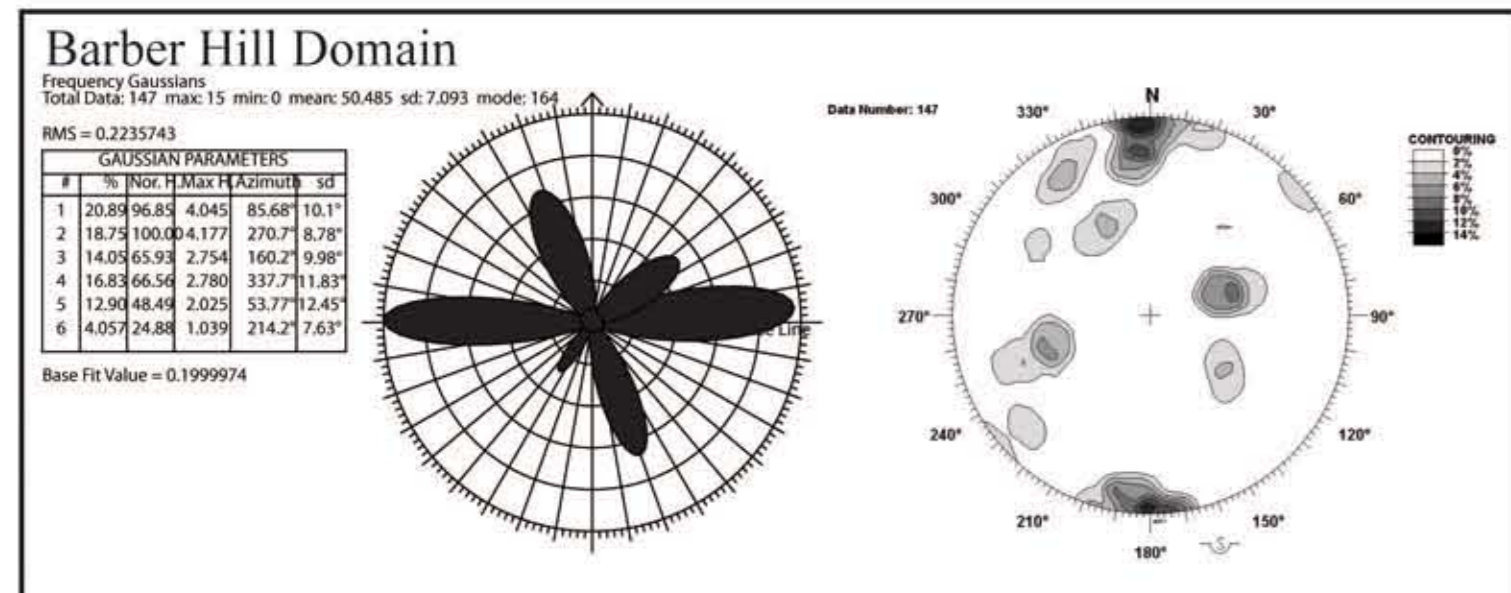 Barber Hill Domain
Frequency Gaussians
Total Data: 147 max: 15 min: 0 mean: 50.485 sd: 7.093 mode: 164
RMS = 0.2235743
GAUSSIAN PARAMETERS
# % Nor. H. Max H. Azimuth sd
1 20.89 96.85 4.045 85.68° 10.1°
2 18.75 100.00 4.177 270.7° 8.78°
3 14.05 65.93 2.754 160.2° 9.98°
4 16.83 66.56 2.780 337.7° 11.83°
5 12.90 48.49 2.025 53.77° 12.45°
6 4.057 24.88 1.039 214.2° 7.63°
Base Fit Value = 0.1999974
Line
Data Number: 147
N
30°
60°
90°
120°
150°
180°
210°
240°
270°
300°
330°
S
CONTOURING
0%
2%
4%
6%
8%
10%
12%
14%